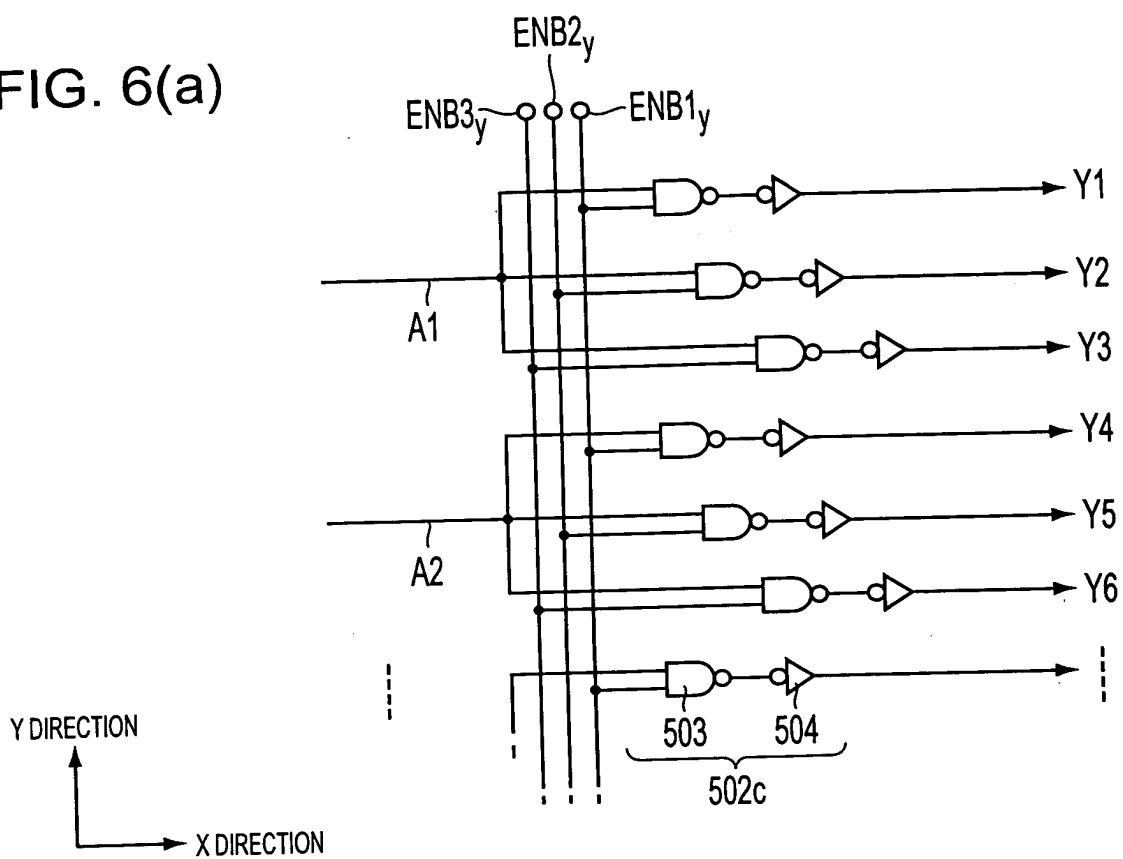 FIG. 6(a)
ENB2y
ENB3y
ENB1y
Y1
A1
Y2
Y3
Y4
A2
Y5
Y6
503
504
502c
Y DIRECTION
X DIRECTION